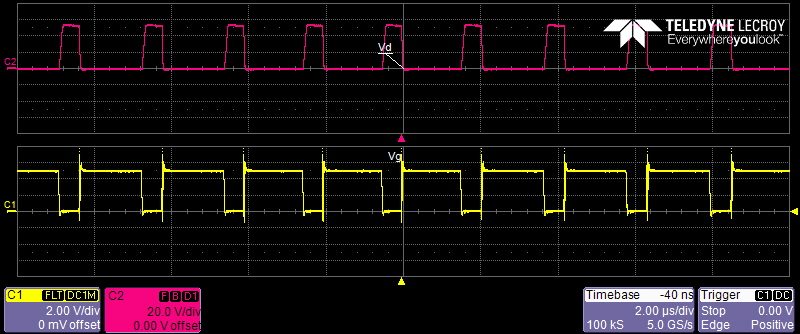 TELEDYNE LECROY
Everywhereyoulook™
Vd
C2
Vg
C1
C1 FLT DC1M
2.00 V/div
0 mV offset
C2 F B D1
20.0 V/div
0.00 V offset
Timebase -40 ns
2.00 µs/div
100 kS 5.0 GS/s
Trigger C1 DC
Stop 0.00 V
Edge Positive